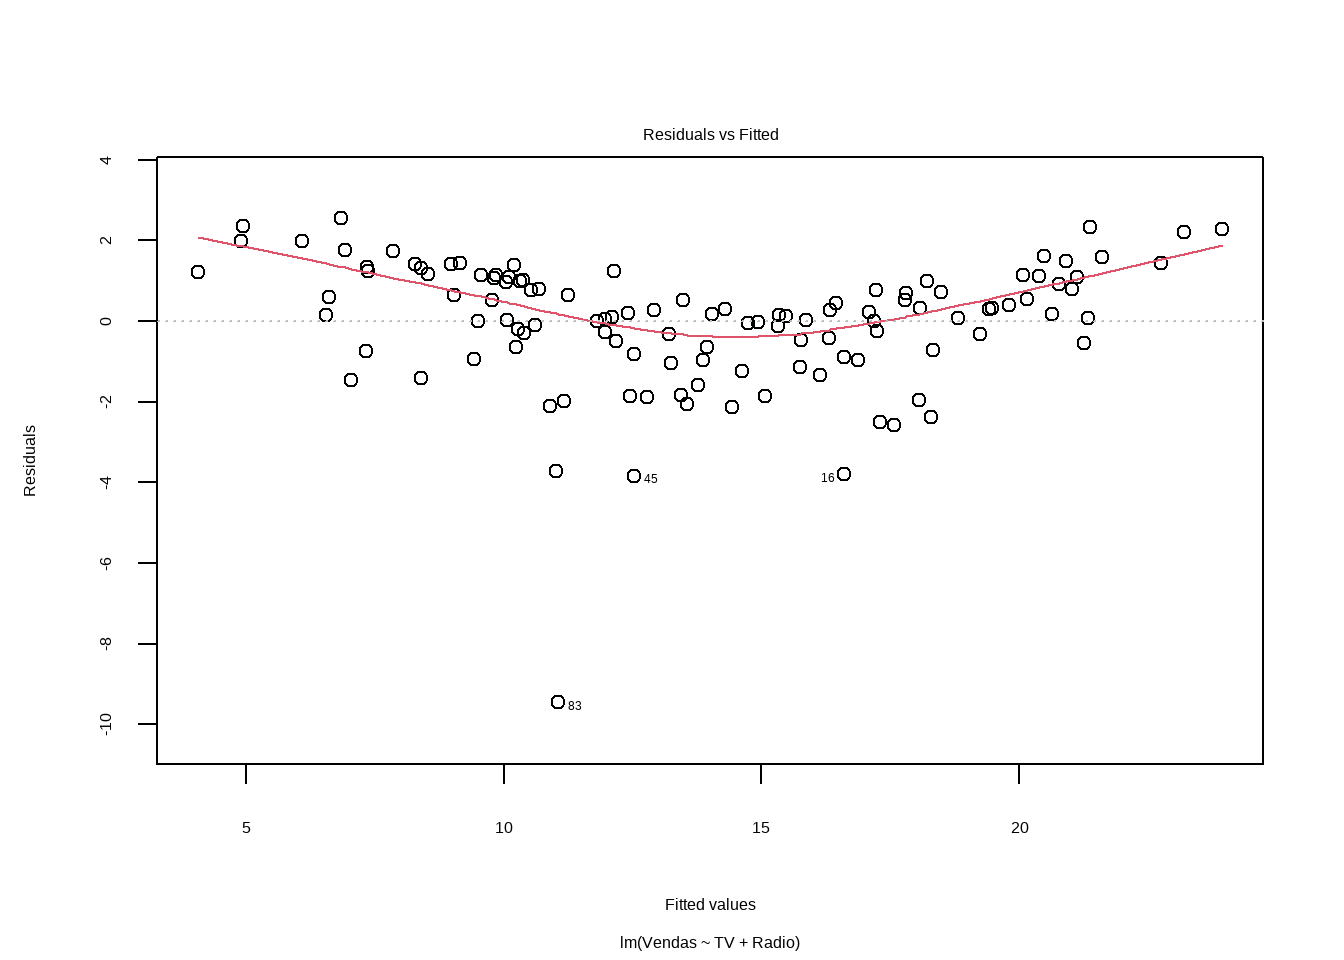 Residuals vs Fitted
4
2
0
-2
-4
-6
-8
-10
Residuals
45
16
83
5 10 15 20
Fitted values
lm(Vendas ~ TV + Radio)